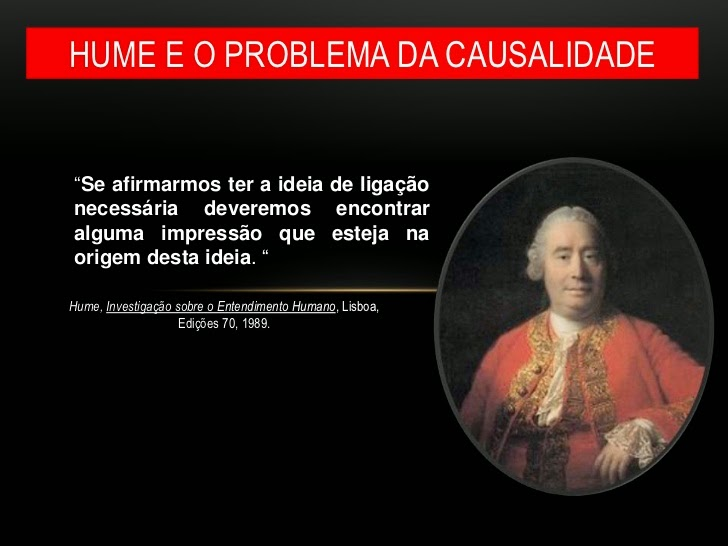 HUME E O PROBLEMA DA CAUSALIDADE
“Se afirmarmos ter a ideia de ligação
necessária deveremos encontrar
alguma impressão que esteja na
origem desta ideia. “
Hume, Investigação sobre o Entendimento Humano, Lisboa,
Edições 70, 1989.